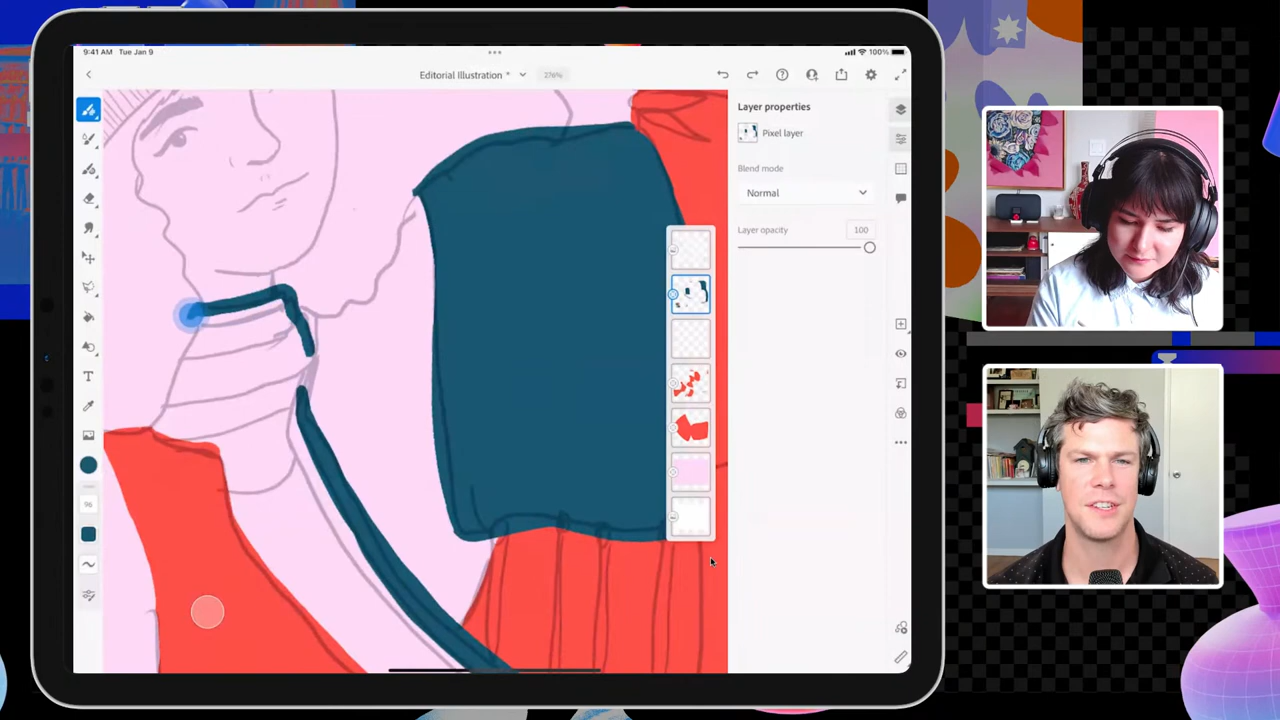 9:41 AM Tue Jan 9
100%
Editorial Illustration *
276%
Layer properties
Pixel layer
Blend mode
Normal
Layer opacity
100
T
96